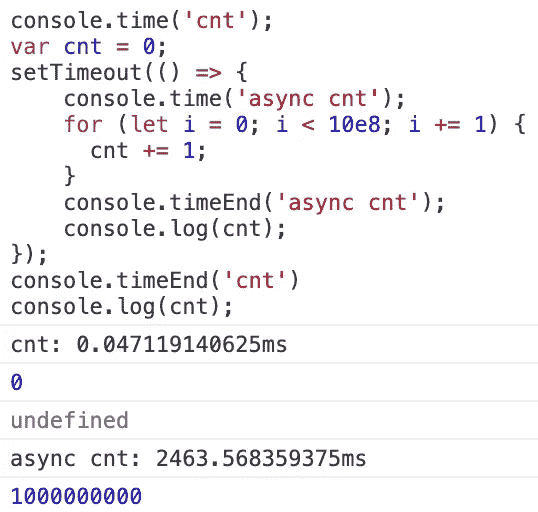 console.time('cnt');
var cnt = 0;
setTimeout(() => {
    console.time('async cnt');
    for (let i = 0; i < 10e8; i += 1) {
      cnt += 1;
    }
    console.timeEnd('async cnt');
    console.log(cnt);
});
console.timeEnd('cnt')
console.log(cnt);
cnt: 0.047119140625ms
0
undefined
async cnt: 2463.568359375ms
1000000000